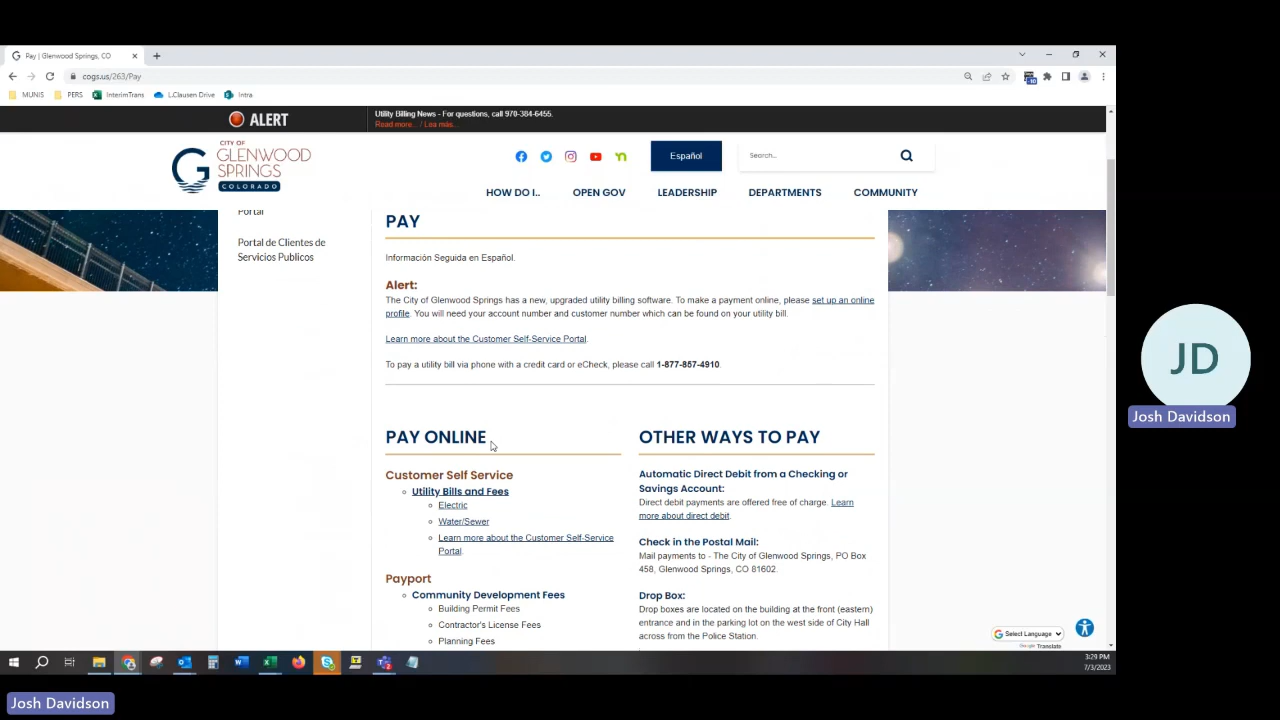 Pay | Glenwood Springs, CO
cogs.us/263/Pay
MUNIS
PERS
InterimTrans
L.Clausen Drive
Intra
ALERT
Utility Billing News - For questions, call 970-384-6455.
Read more... / Lea más...
CITY OF
GLENWOOD
SPRINGS
COLORADO
Español
Search...
HOW DO I..
OPEN GOV
LEADERSHIP
DEPARTMENTS
COMMUNITY
Portal
Portal de Clientes de
Servicios Publicos
PAY
Información Seguida en Español.
Alert:
The City of Glenwood Springs has a new, upgraded utility billing software. To make a payment online, please set up an online
profile. You will need your account number and customer number which can be found on your utility bill.
Learn more about the Customer Self-Service Portal.
To pay a utility bill via phone with a credit card or eCheck, please call 1-877-857-4910.
PAY ONLINE
Customer Self Service
Utility Bills and Fees
Electric
Water/Sewer
Learn more about the Customer Self-Service
Portal.
Payport
Community Development Fees
Building Permit Fees
Contractor's License Fees
Planning Fees
OTHER WAYS TO PAY
Automatic Direct Debit from a Checking or
Savings Account:
Direct debit payments are offered free of charge. Learn
more about direct debit.
Check in the Postal Mail:
Mail payments to - The City of Glenwood Springs, PO Box
458, Glenwood Springs, CO 81602.
Drop Box:
Drop boxes are located on the building at the front (eastern)
entrance and in the parking lot on the west side of City Hall
across from the Police Station.
G Select Language
Google Translate
3:29 PM
7/3/2023
JD
Josh Davidson
Josh Davidson